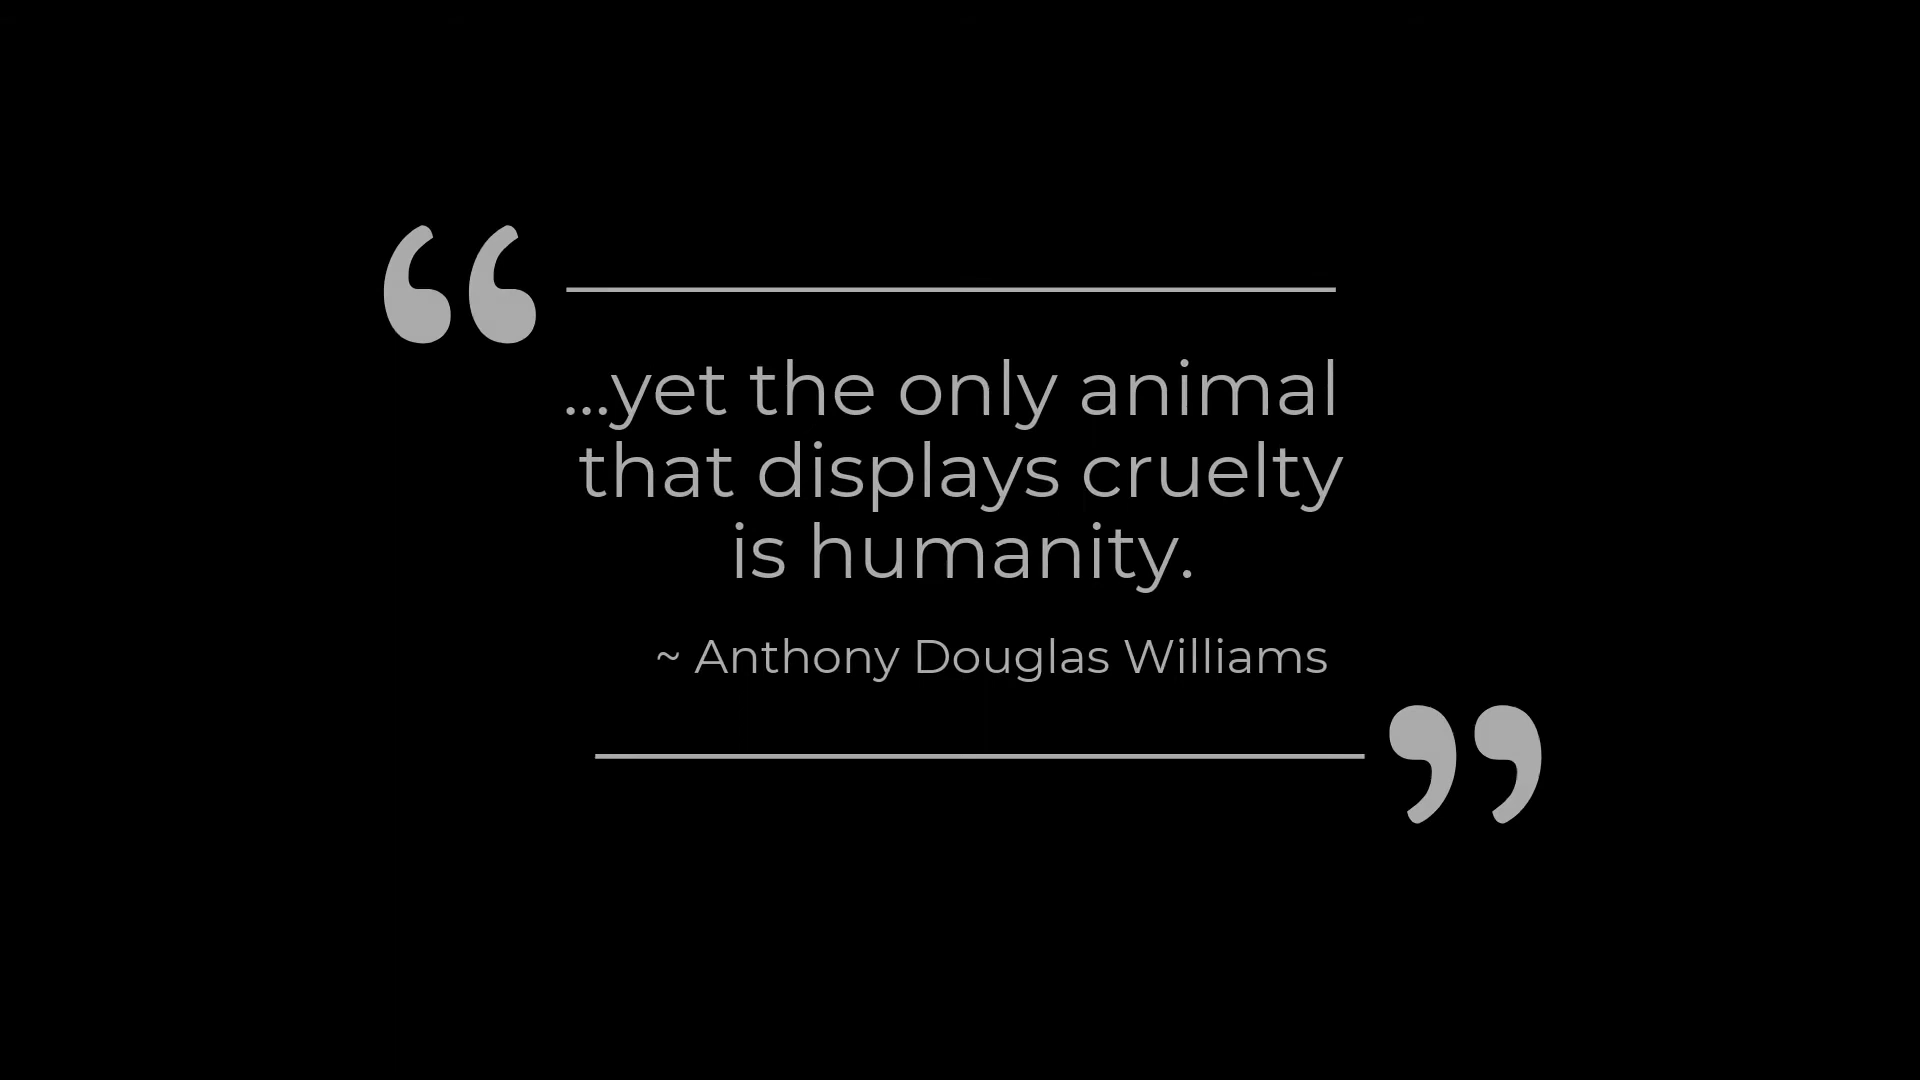 “
...yet the only animal
that displays cruelty
is humanity.
~ Anthony Douglas Williams
”